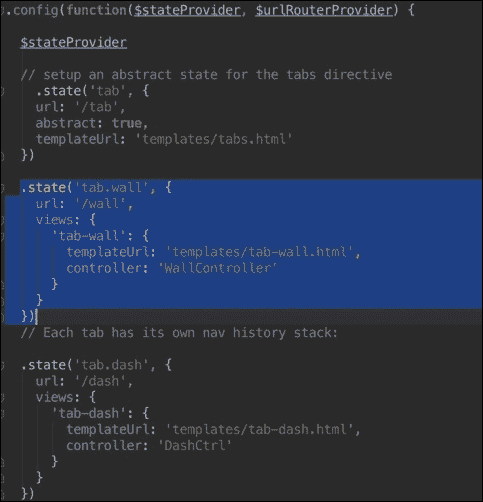 .config(function($stateProvider, $urlRouterProvider) {
$stateProvider
// setup an abstract state for the tabs directive
.state('tab', {
url: '/tab',
abstract: true,
templateUrl: 'templates/tabs.html'
})
.state('tab.wall', {
url: '/wall',
views: {
'tab-wall': {
templateUrl: 'templates/tab-wall.html',
controller: 'WallController'
}
}
})
// Each tab has its own nav history stack:
.state('tab.dash', {
url: '/dash',
views: {
'tab-dash': {
templateUrl: 'templates/tab-dash.html',
controller: 'DashCtrl'
}
}
})